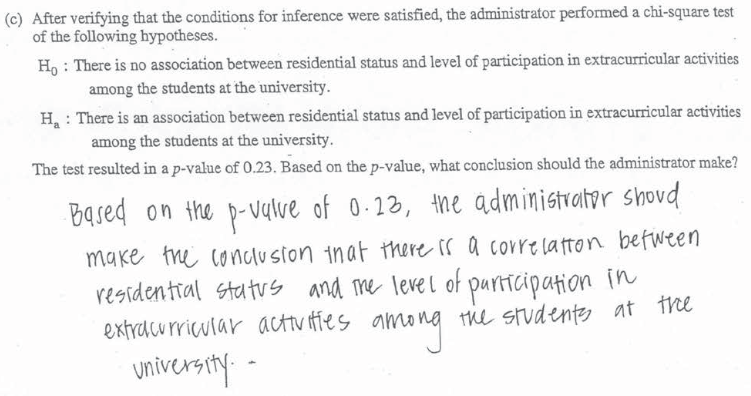 (c) After verifying that the conditions for inference were satisfied, the administrator performed a chi-square test
of the following hypotheses.
H₀ : There is no association between residential status and level of participation in extracurricular activities
among the students at the university.
Hₐ : There is an association between residential status and level of participation in extracurricular activities
among the students at the university.
The test resulted in a p-value of 0.23. Based on the p-value, what conclusion should the administrator make?
Based on the p-value of 0.23, the administrator shoud
make the conclusion that there is a correlation between
residential status and the level of participation in
extracurricular activities among the students at the
university.